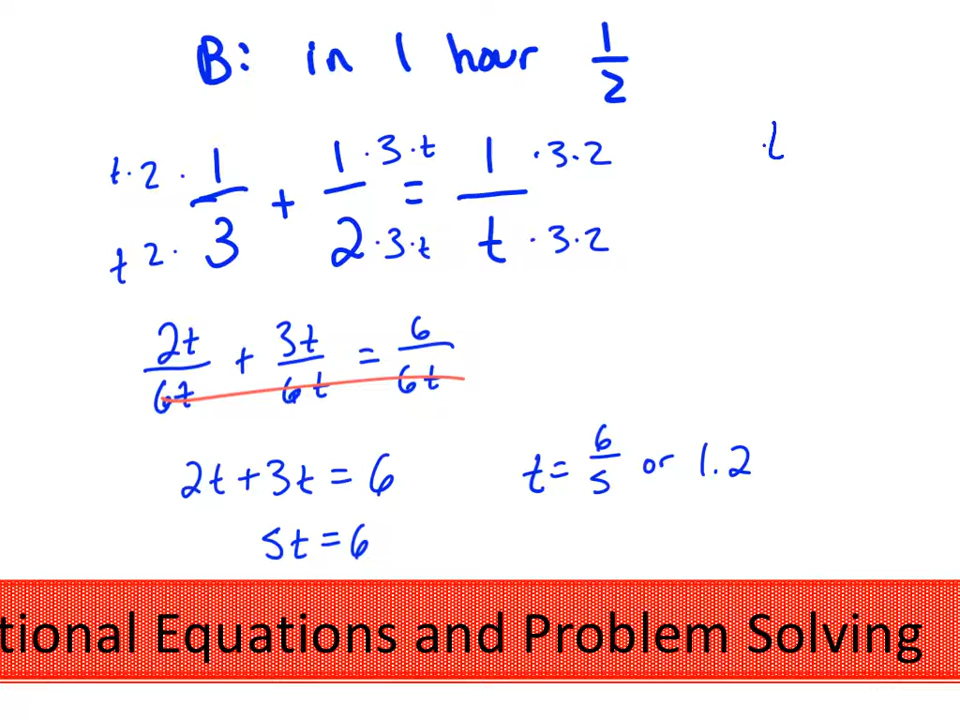 B: in 1 hour 1/2
t·2· 1/3 + 1·3·t = 1·3·2
t 2· 3 2·3·t t·3·2
2t/6t + 3t/6t = 6/6t
2t+3t=6 t=6/5 or 1.2
5t=6
tional Equations and Problem Solving